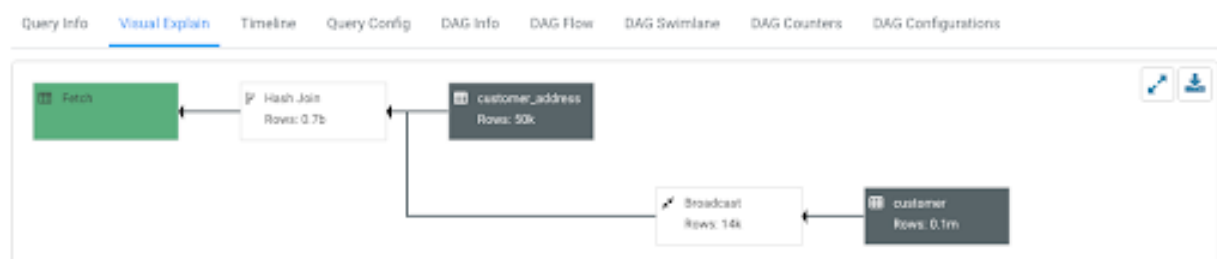 Query Info Visual Explain Timeline Query Config DAG Info DAG Flow DAG Swimlane DAG Counters DAG Configurations
Fetch
Hash Join
Rows: 0.7b
customer_address
Rows: 50k
Broadcast
Rows: 14k
customer
Rows: 0.1m